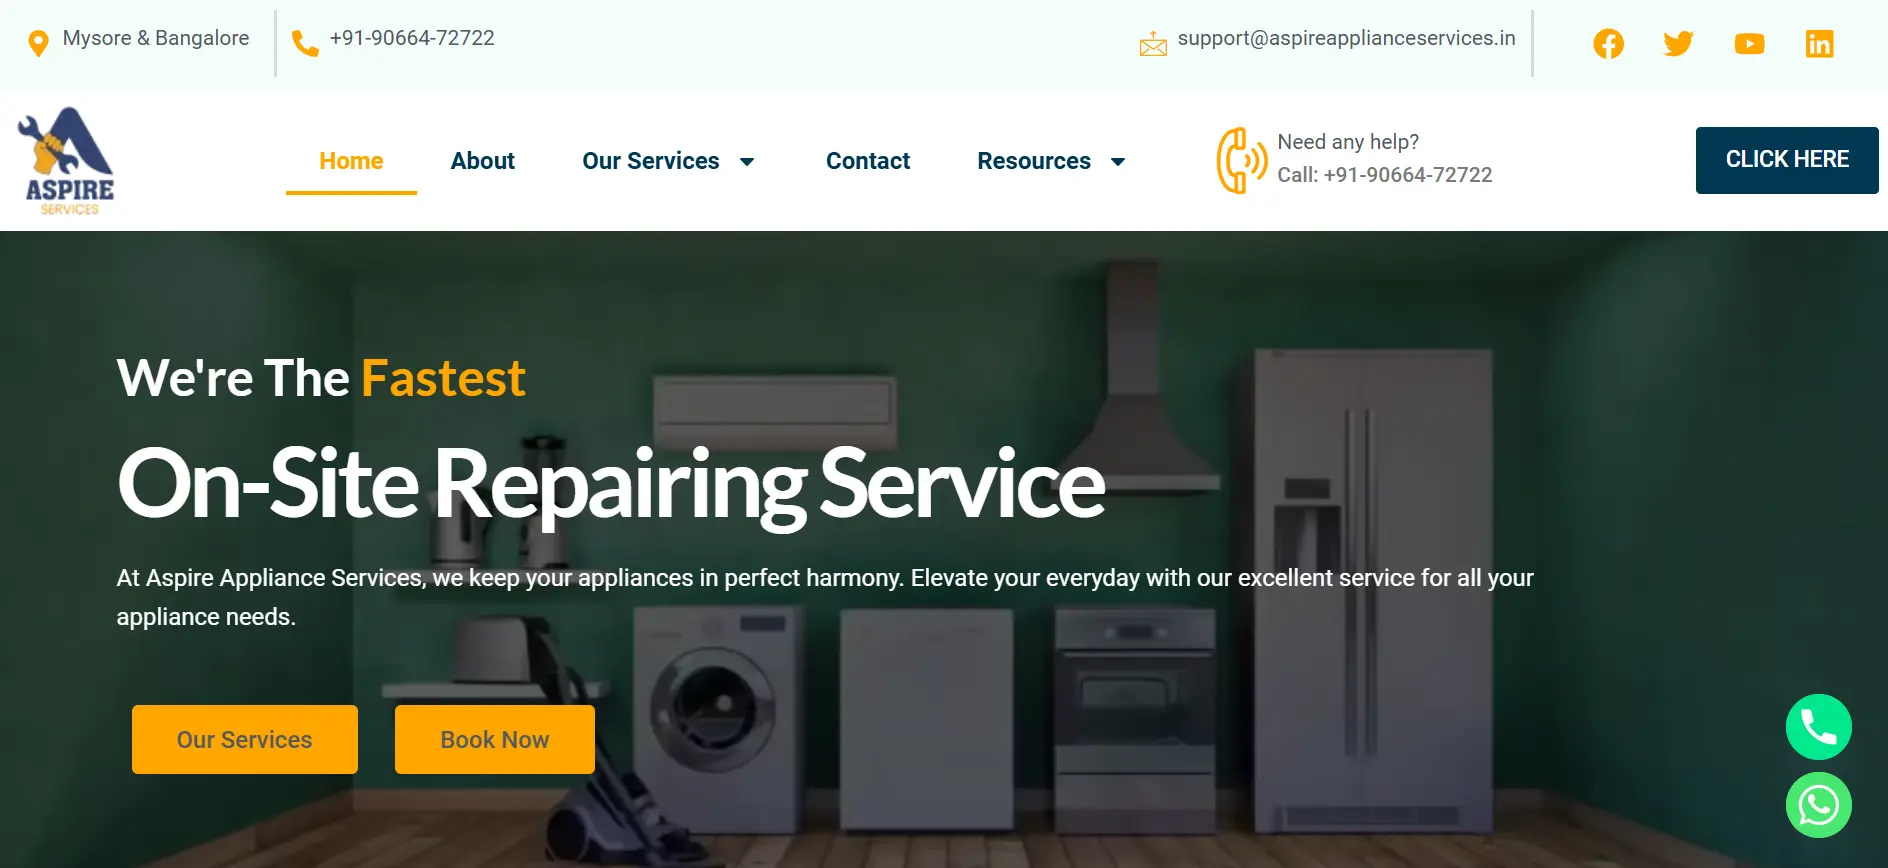 Mysore & Bangalore
+91-90664-72722
support@aspireapplianceservices.in
ASPIRE
SERVICES
Home
About
Our Services
Contact
Resources
Need any help?
Call: +91-90664-72722
CLICK HERE
We're The Fastest
On-Site Repairing Service
At Aspire Appliance Services, we keep your appliances in perfect harmony. Elevate your everyday with our excellent service for all your
appliance needs.
Our Services
Book Now